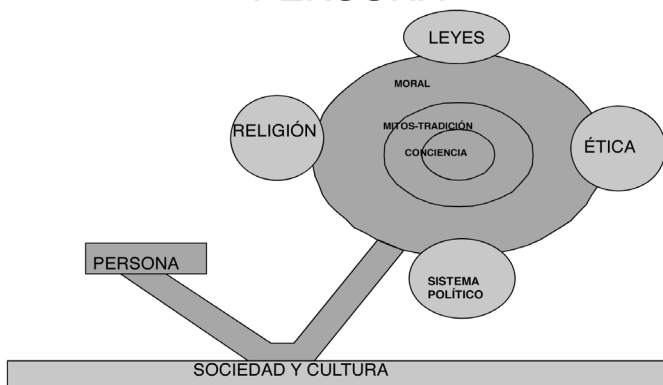 LEYES
MORAL
RELIGIÓN
MITOS-TRADICIÓN
CONCIENCIA
ÉTICA
PERSONA
SISTEMA
POLÍTICO
SOCIEDAD Y CULTURA